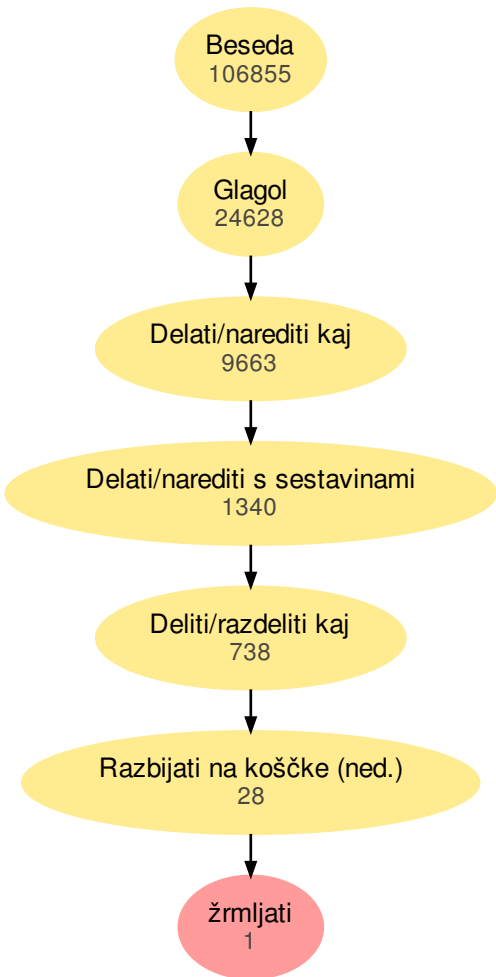 Beseda
106855
Glagol
24628
Delati/narediti kaj
9663
Delati/narediti s sestavinami
1340
Deliti/razdeliti kaj
738
Razbijati na koščke (ned.)
28
žrmljati
1